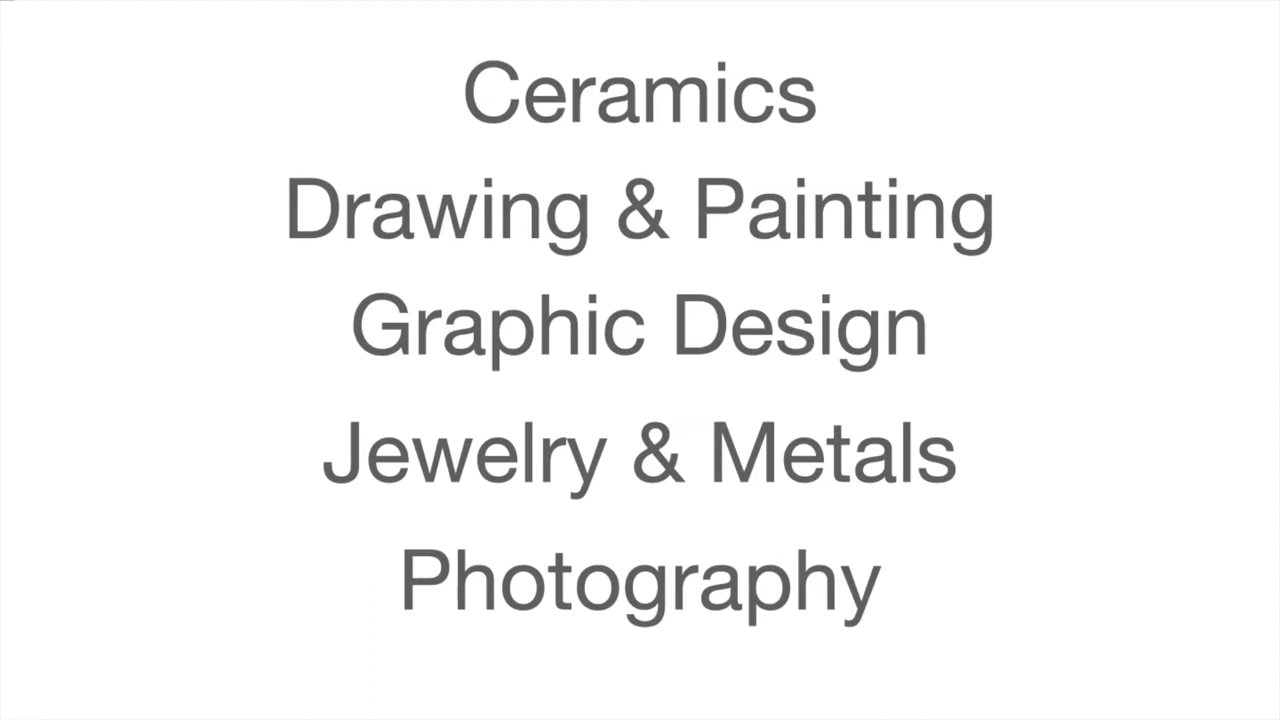 Ceramics
Drawing & Painting
Graphic Design
Jewelry & Metals
Photography